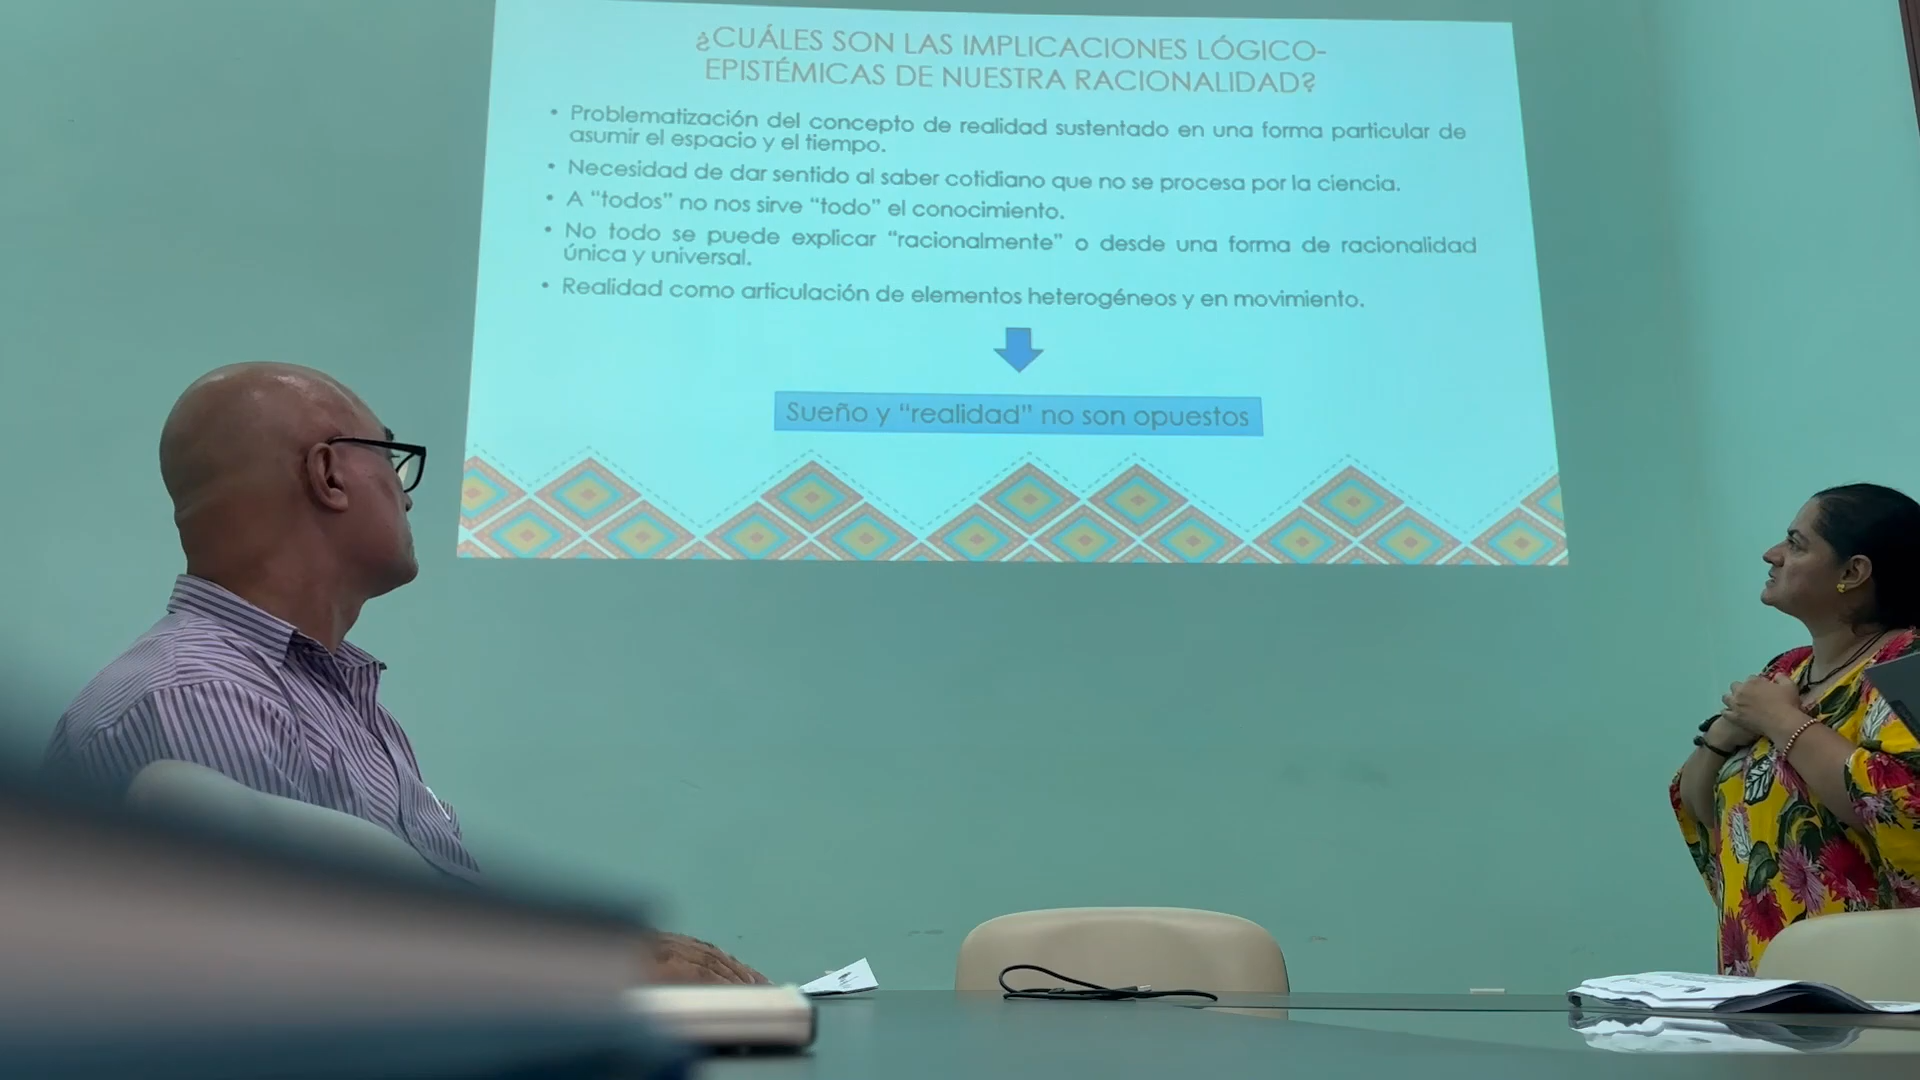 ¿CUÁLES SON LAS IMPLICACIONES LÓGICO-
EPISTÉMICAS DE NUESTRA RACIONALIDAD?
• Problematización del concepto de realidad sustentado en una forma particular de
asumir el espacio y el tiempo.
• Necesidad de dar sentido al saber cotidiano que no se procesa por la ciencia.
• A “todos” no nos sirve “todo” el conocimiento.
• No todo se puede explicar “racionalmente” o desde una forma de racionalidad
única y universal.
• Realidad como articulación de elementos heterogéneos y en movimiento.
Sueño y “realidad” no son opuestos